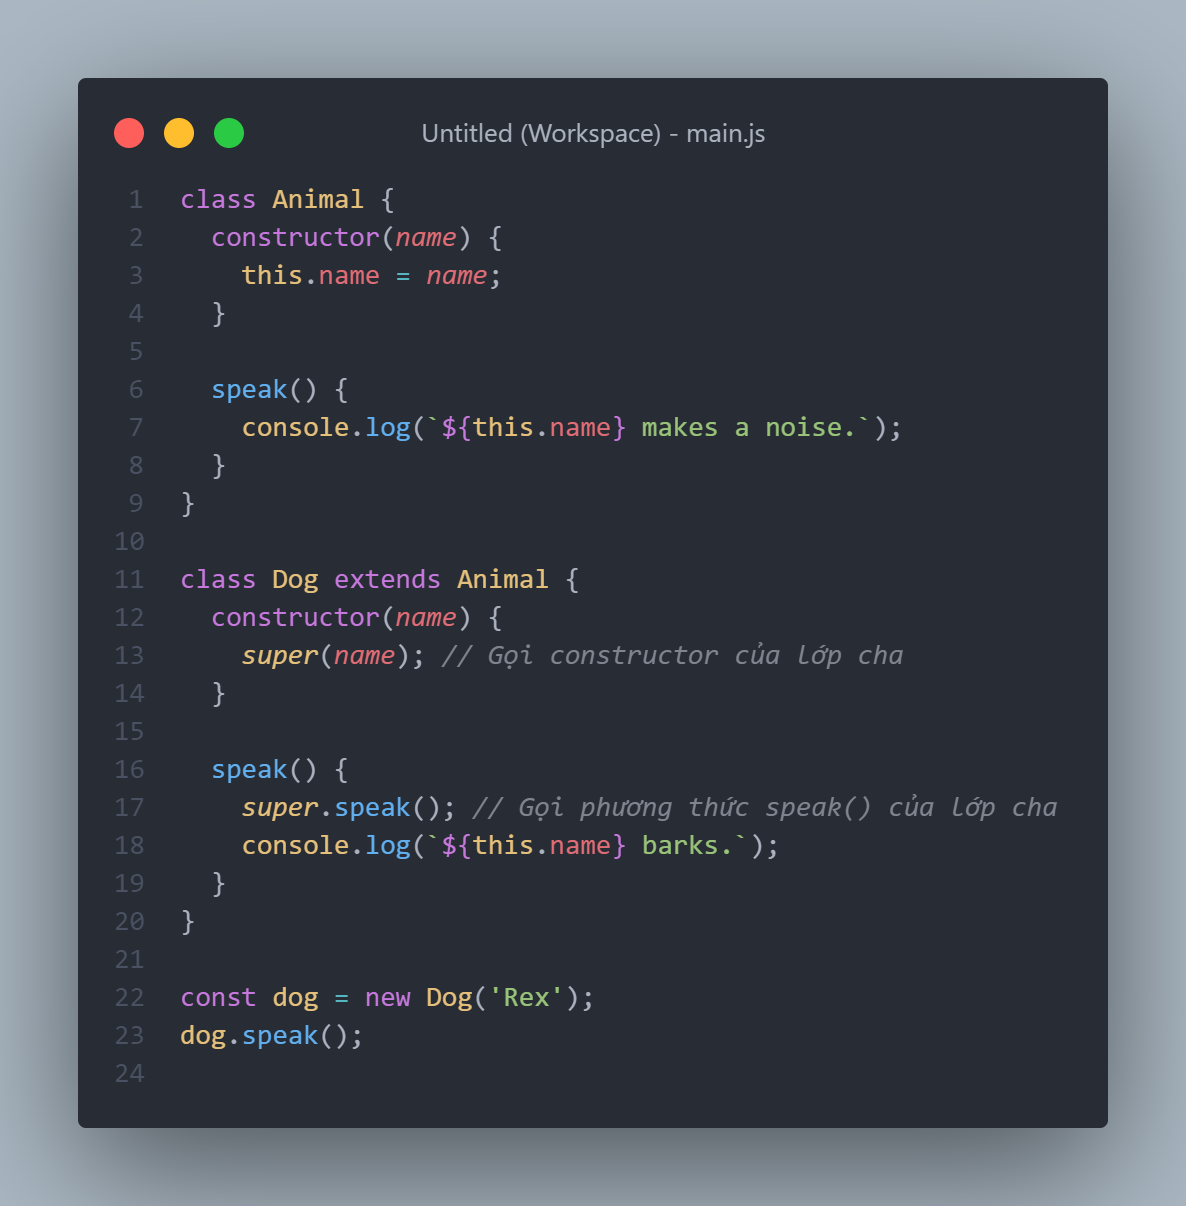 Untitled (Workspace) - main.js
1 class Animal {
2   constructor(name) {
3     this.name = name;
4   }
5
6   speak() {
7     console.log(`${this.name} makes a noise.`);
8   }
9 }
10
11 class Dog extends Animal {
12   constructor(name) {
13     super(name); // Gọi constructor của lớp cha
14   }
15
16   speak() {
17     super.speak(); // Gọi phương thức speak() của lớp cha
18     console.log(`${this.name} barks.`);
19   }
20 }
21
22 const dog = new Dog('Rex');
23 dog.speak();
24